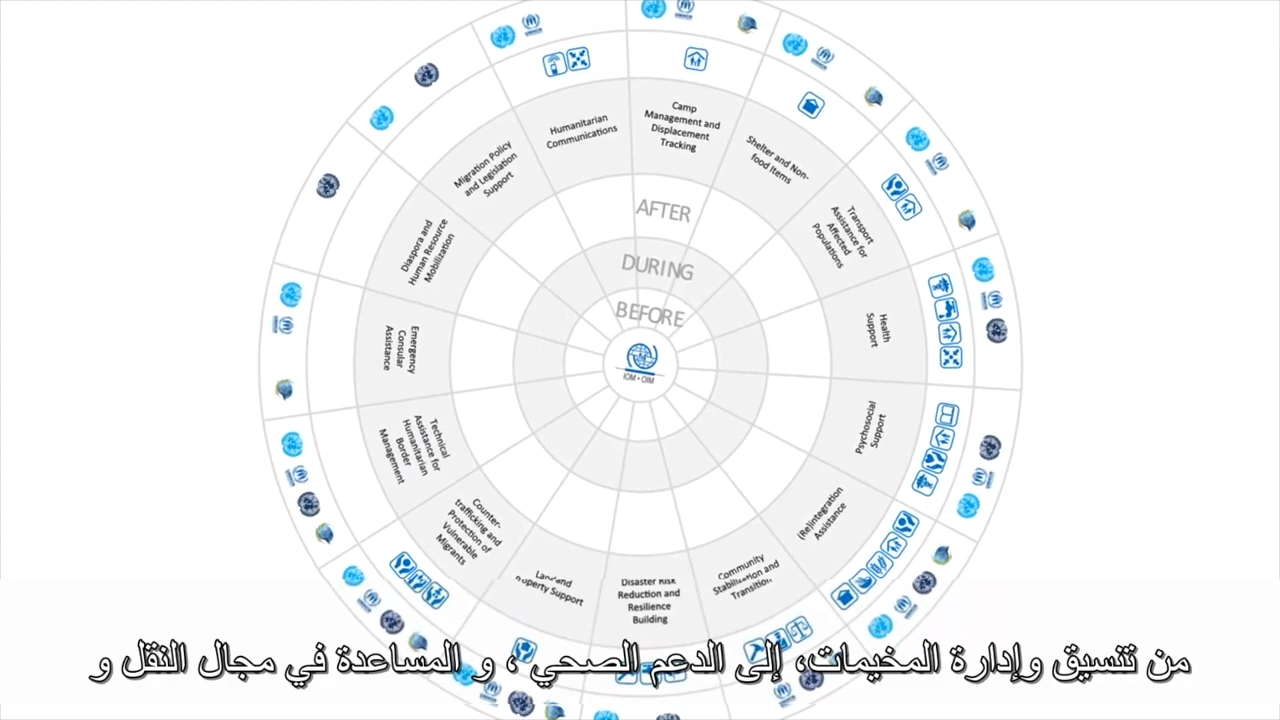 Camp
Management and
Displacement
Tracking
Shelter and Non-
food Items
Transport
Assistance for
Affected
Populations
Health
Support
Psychosocial
Support
(Re)integration
Assistance
Community
Stabilization and
Transition
Disaster Risk
Reduction and
Resilience
Building
Land and
Property Support
Counter-
trafficking and
Protection of
Vulnerable
Migrants
Technical
Assistance for
Humanitarian
Border
Management
Emergency
Consular
Assistance
Diaspora and
Human Resource
Mobilization
Migration Policy
and Legislation
Support
Humanitarian
Communications
AFTER
DURING
BEFORE
IOM • OIM
من تنسيق وإدارة المخيمات، إلى الدعم الصحي ، و المساعدة في مجال النقل و